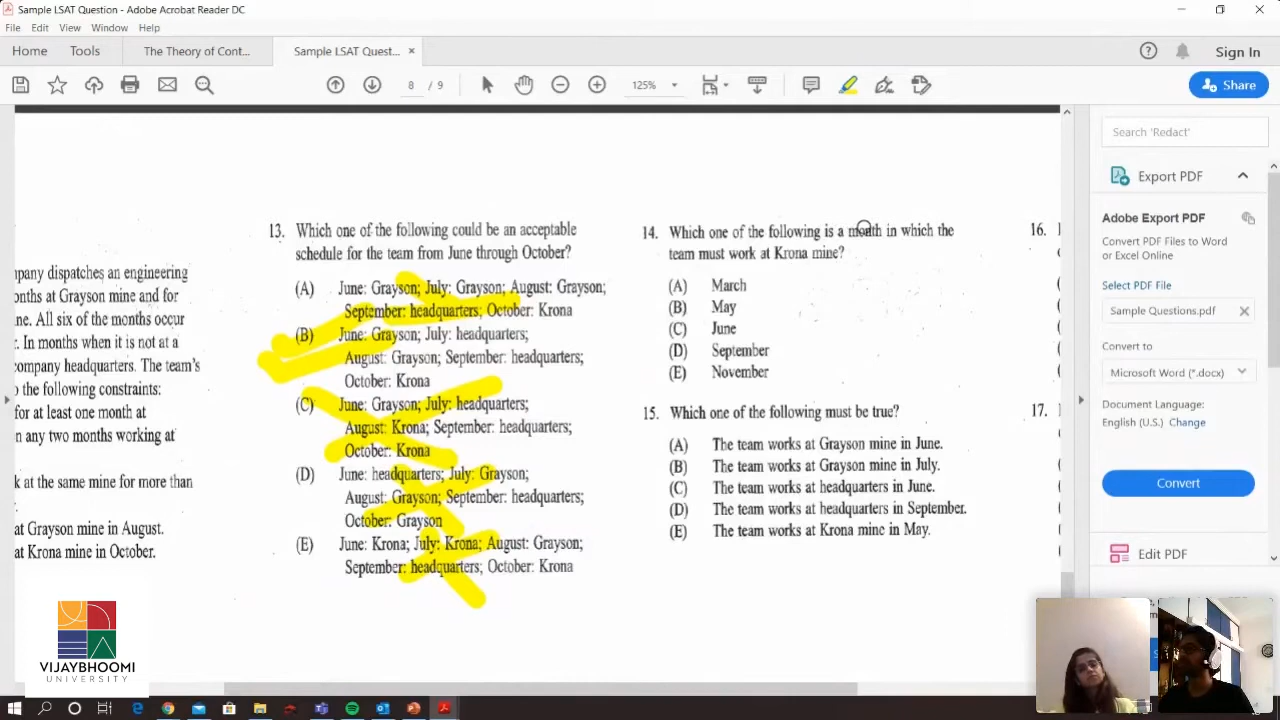 Sample LSAT Question - Adobe Acrobat Reader DC
File Edit View Window Help
Home Tools The Theory of Cont... Sample LSAT Quest... × Sign In
8 / 9 125% Share
mpany dispatches an engineering
onths at Grayson mine and for
ne. All six of the months occur
. In months when it is not at a
company headquarters. The team's
o the following constraints:
for at least one month at
n any two months working at
k at the same mine for more than
at Grayson mine in August.
at Krona mine in October.
13. Which one of the following could be an acceptable
schedule for the team from June through October?
(A) June: Grayson; July: Grayson; August: Grayson;
September: headquarters; October: Krona
(B) June: Grayson; July: headquarters;
August: Grayson; September: headquarters;
October: Krona
(C) June: Grayson; July: headquarters;
August: Krona; September: headquarters;
October: Krona
(D) June: headquarters; July: Grayson;
August: Grayson; September: headquarters;
October: Grayson
(E) June: Krona; July: Krona; August: Grayson;
September: headquarters; October: Krona
14. Which one of the following is a month in which the
team must work at Krona mine?
(A) March
(B) May
(C) June
(D) September
(E) November
15. Which one of the following must be true?
(A) The team works at Grayson mine in June.
(B) The team works at Grayson mine in July.
(C) The team works at headquarters in June.
(D) The team works at headquarters in September.
(E) The team works at Krona mine in May.
16.
17.
Search 'Redact'
Export PDF
Adobe Export PDF
Convert PDF Files to Word
or Excel Online
Select PDF File
Sample Questions.pdf
Convert to
Microsoft Word (*.docx)
Document Language:
English (U.S.) Change
Convert
Edit PDF
VIJAYBHOOMI
UNIVERSITY